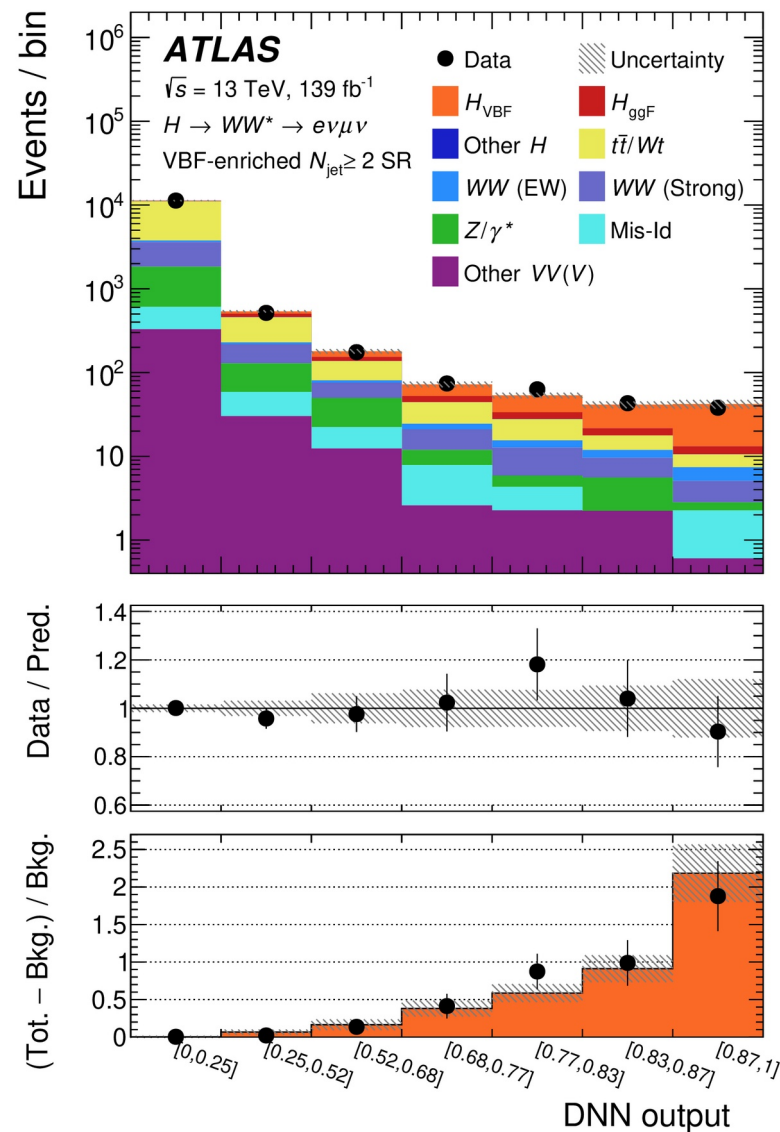 Events / bin
10⁶
10⁵
10⁴
10³
10²
10
1
ATLAS
√s = 13 TeV, 139 fb⁻¹
H → WW* → eνμν
VBF-enriched N_jet ≥ 2 SR
Data
Uncertainty
H_VBF
H_ggF
Other H
tt̄/Wt
WW (EW)
WW (Strong)
Z/γ*
Mis-Id
Other VV(V)
Data / Pred.
1.4
1.2
1
0.8
0.6
(Tot. − Bkg.) / Bkg.
2.5
2
1.5
1
0.5
0
[0,0.25]
[0.25,0.52]
[0.52,0.68]
[0.68,0.77]
[0.77,0.83]
[0.83,0.87]
[0.87,1]
DNN output